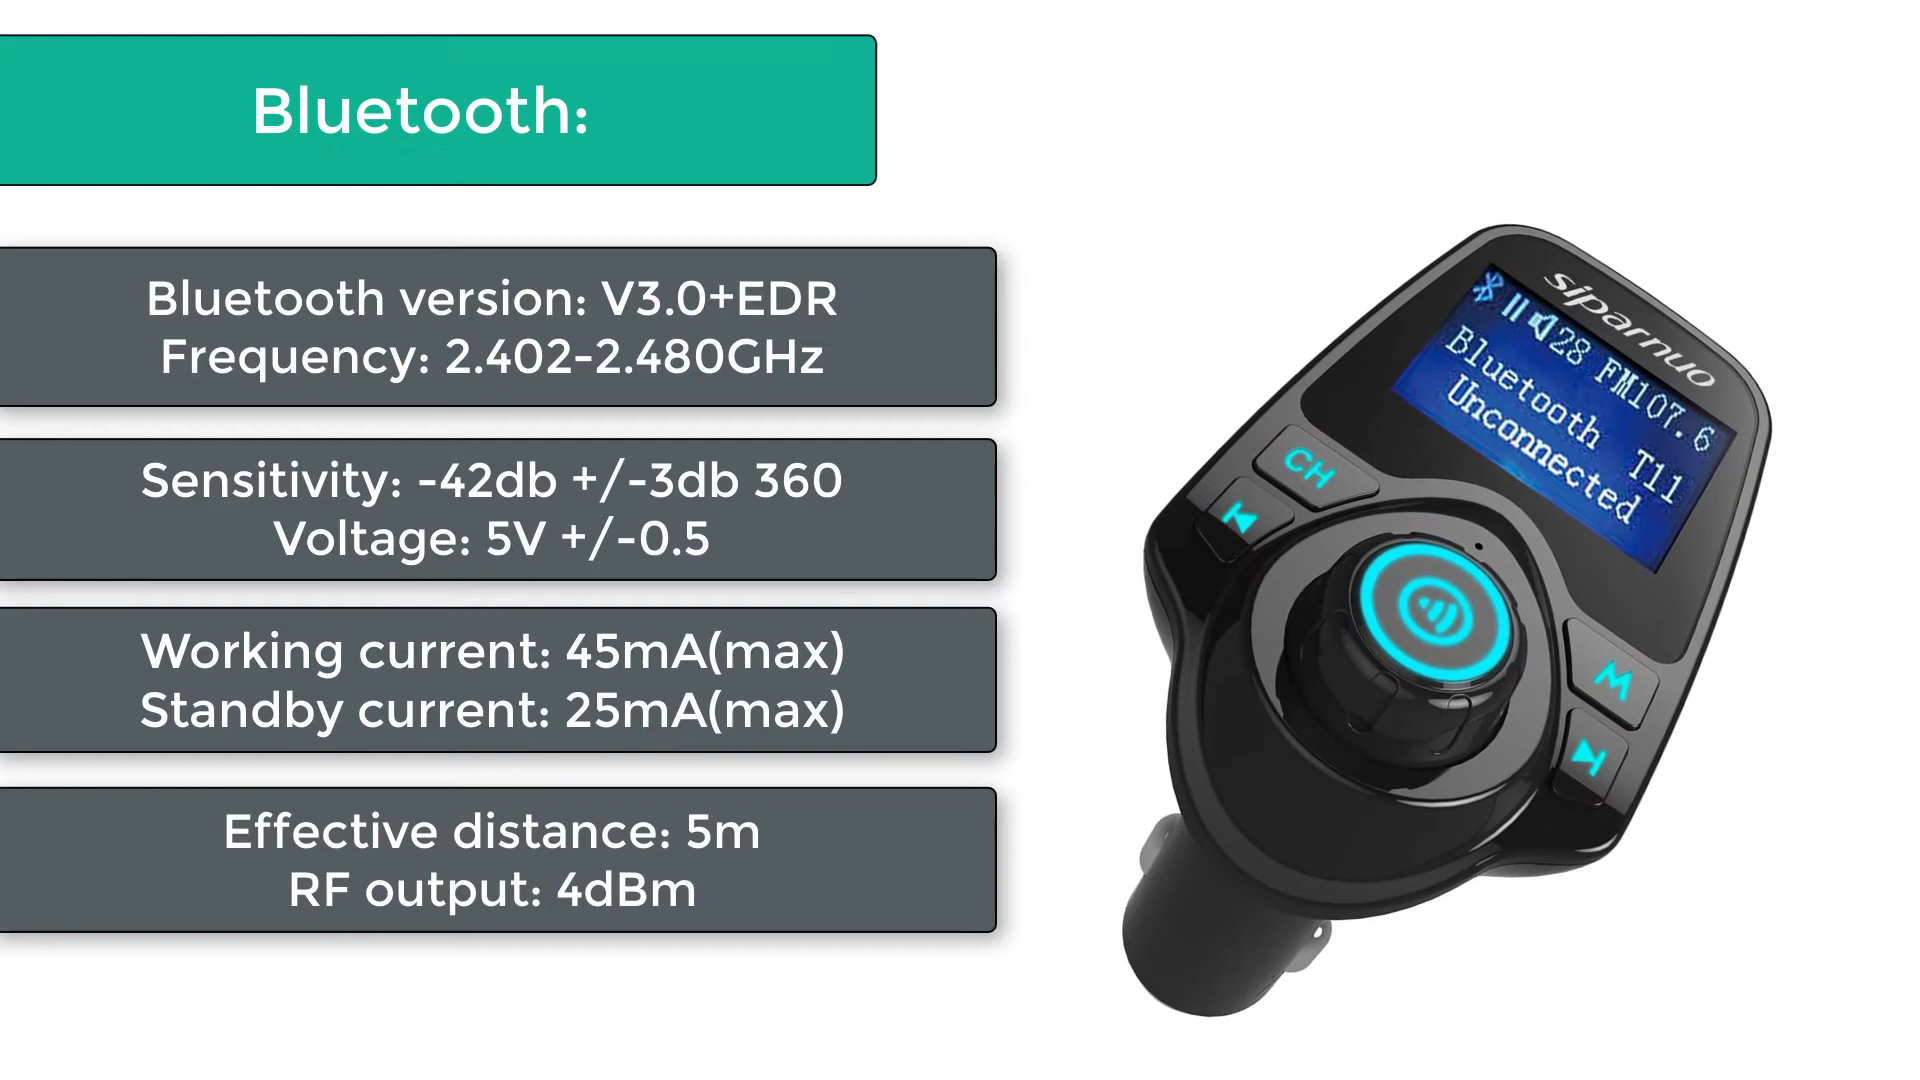 Bluetooth:
Bluetooth version: V3.0+EDR
Frequency: 2.402-2.480GHz
Sensitivity: -42db +/-3db 360
Voltage: 5V +/-0.5
Working current: 45mA(max)
Standby current: 25mA(max)
Effective distance: 5m
RF output: 4dBm
siparnuo
28 FM107.6
Bluetooth T11
Unconnected
CH
M